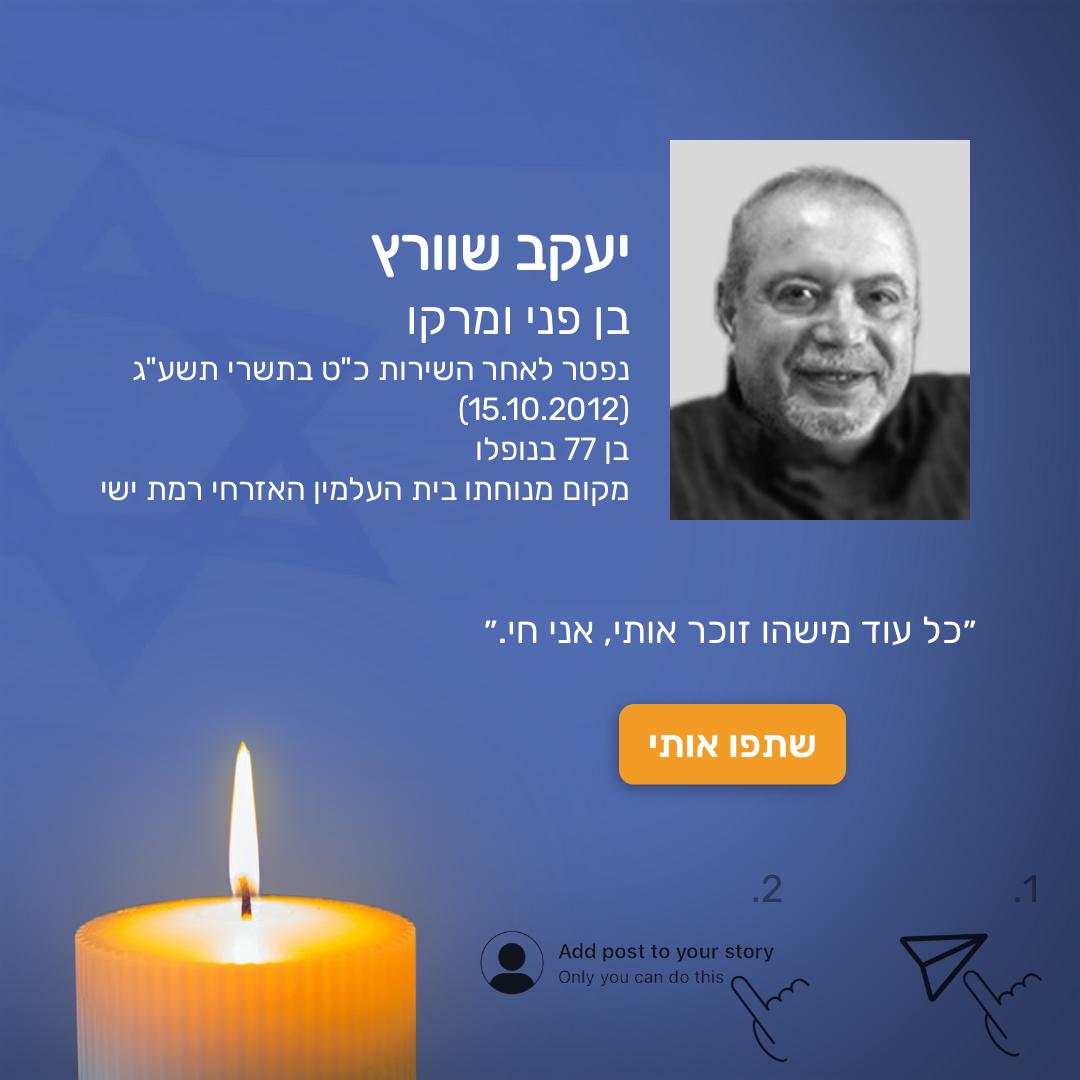 יעקב שוורץ
בן פני ומרקו
נפטר לאחר השירות כ"ט בתשרי תשע"ג
(15.10.2012)
בן 77 בנופלו
מקום מנוחתו בית העלמין האזרחי רמת ישי
״כל עוד מישהו זוכר אותי, אני חי.״
שתפו אותי
1.
2.
Add post to your story
Only you can do this